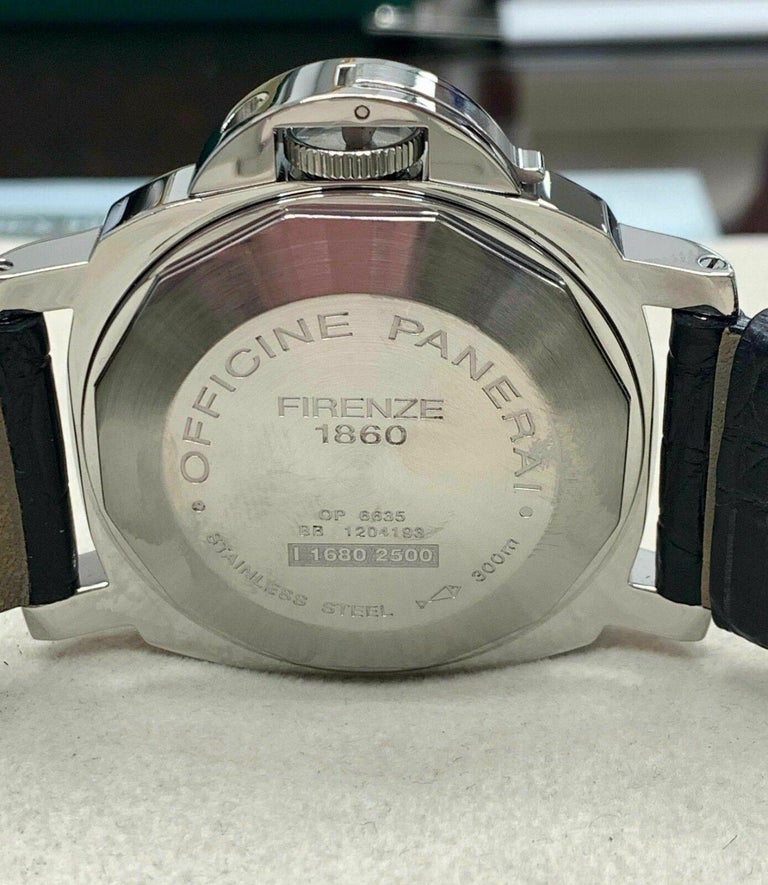 OFFICINE PANERAI
FIRENZE
1860
OP 6635
BB 1204193
I 1680/2500
STAINLESS STEEL 300m